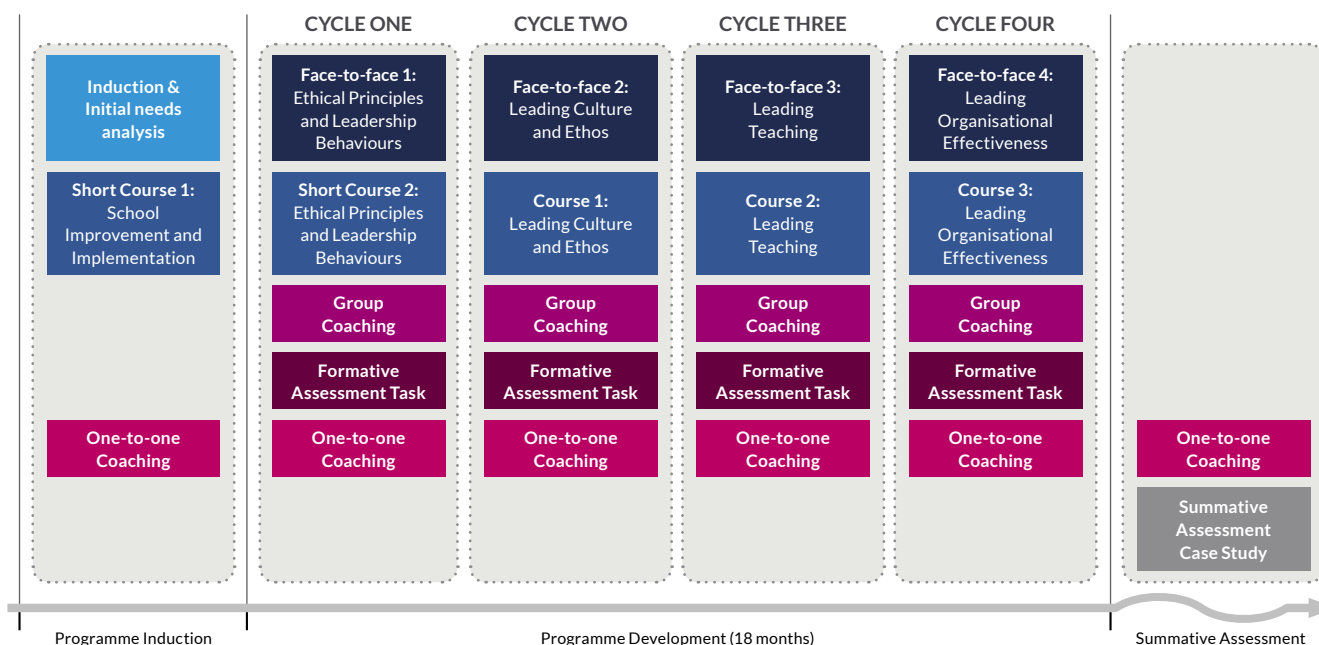 CYCLE ONE
CYCLE TWO
CYCLE THREE
CYCLE FOUR
Induction &
Initial needs
analysis
Face-to-face 1:
Ethical Principles
and Leadership
Behaviours
Face-to-face 2:
Leading Culture
and Ethos
Face-to-face 3:
Leading
Teaching
Face-to-face 4:
Leading
Organisational
Effectiveness
Short Course 1:
School
Improvement and
Implementation
Short Course 2:
Ethical Principles
and Leadership
Behaviours
Course 1:
Leading Culture
and Ethos
Course 2:
Leading
Teaching
Course 3:
Leading
Organisational
Effectiveness
Group
Coaching
Group
Coaching
Group
Coaching
Group
Coaching
Formative
Assessment Task
Formative
Assessment Task
Formative
Assessment Task
Formative
Assessment Task
One-to-one
Coaching
One-to-one
Coaching
One-to-one
Coaching
One-to-one
Coaching
One-to-one
Coaching
One-to-one
Coaching
Summative
Assessment
Case Study
Programme Induction
Programme Development (18 months)
Summative Assessment